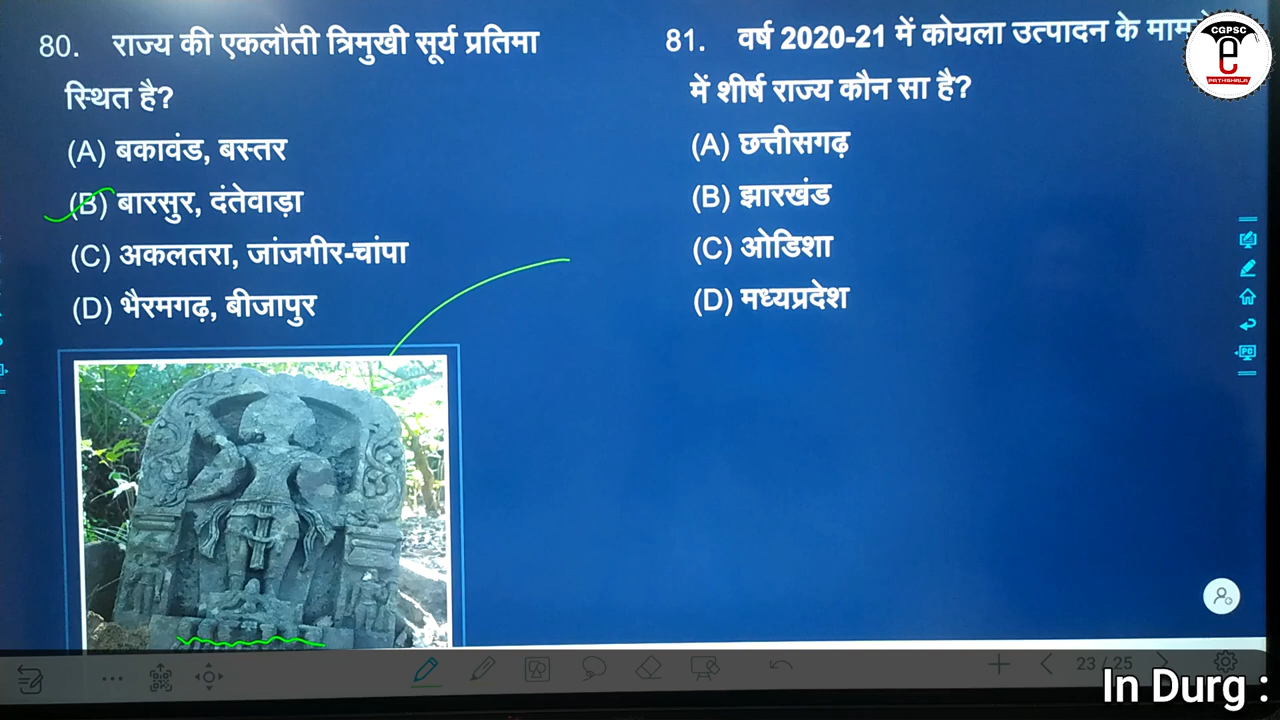 80. राज्य की एकलौती त्रिमुखी सूर्य प्रतिमा
स्थित है?
(A) बकावंड, बस्तर
(B) बारसुर, दंतेवाड़ा
(C) अकलतरा, जांजगीर-चांपा
(D) भैरमगढ़, बीजापुर
81. वर्ष 2020-21 में कोयला उत्पादन के
में शीर्ष राज्य कौन सा है?
(A) छत्तीसगढ़
(B) झारखंड
(C) ओडिशा
(D) मध्यप्रदेश
CGPSC
e
PATHSHALA
PC
23 / 25
In Durg :